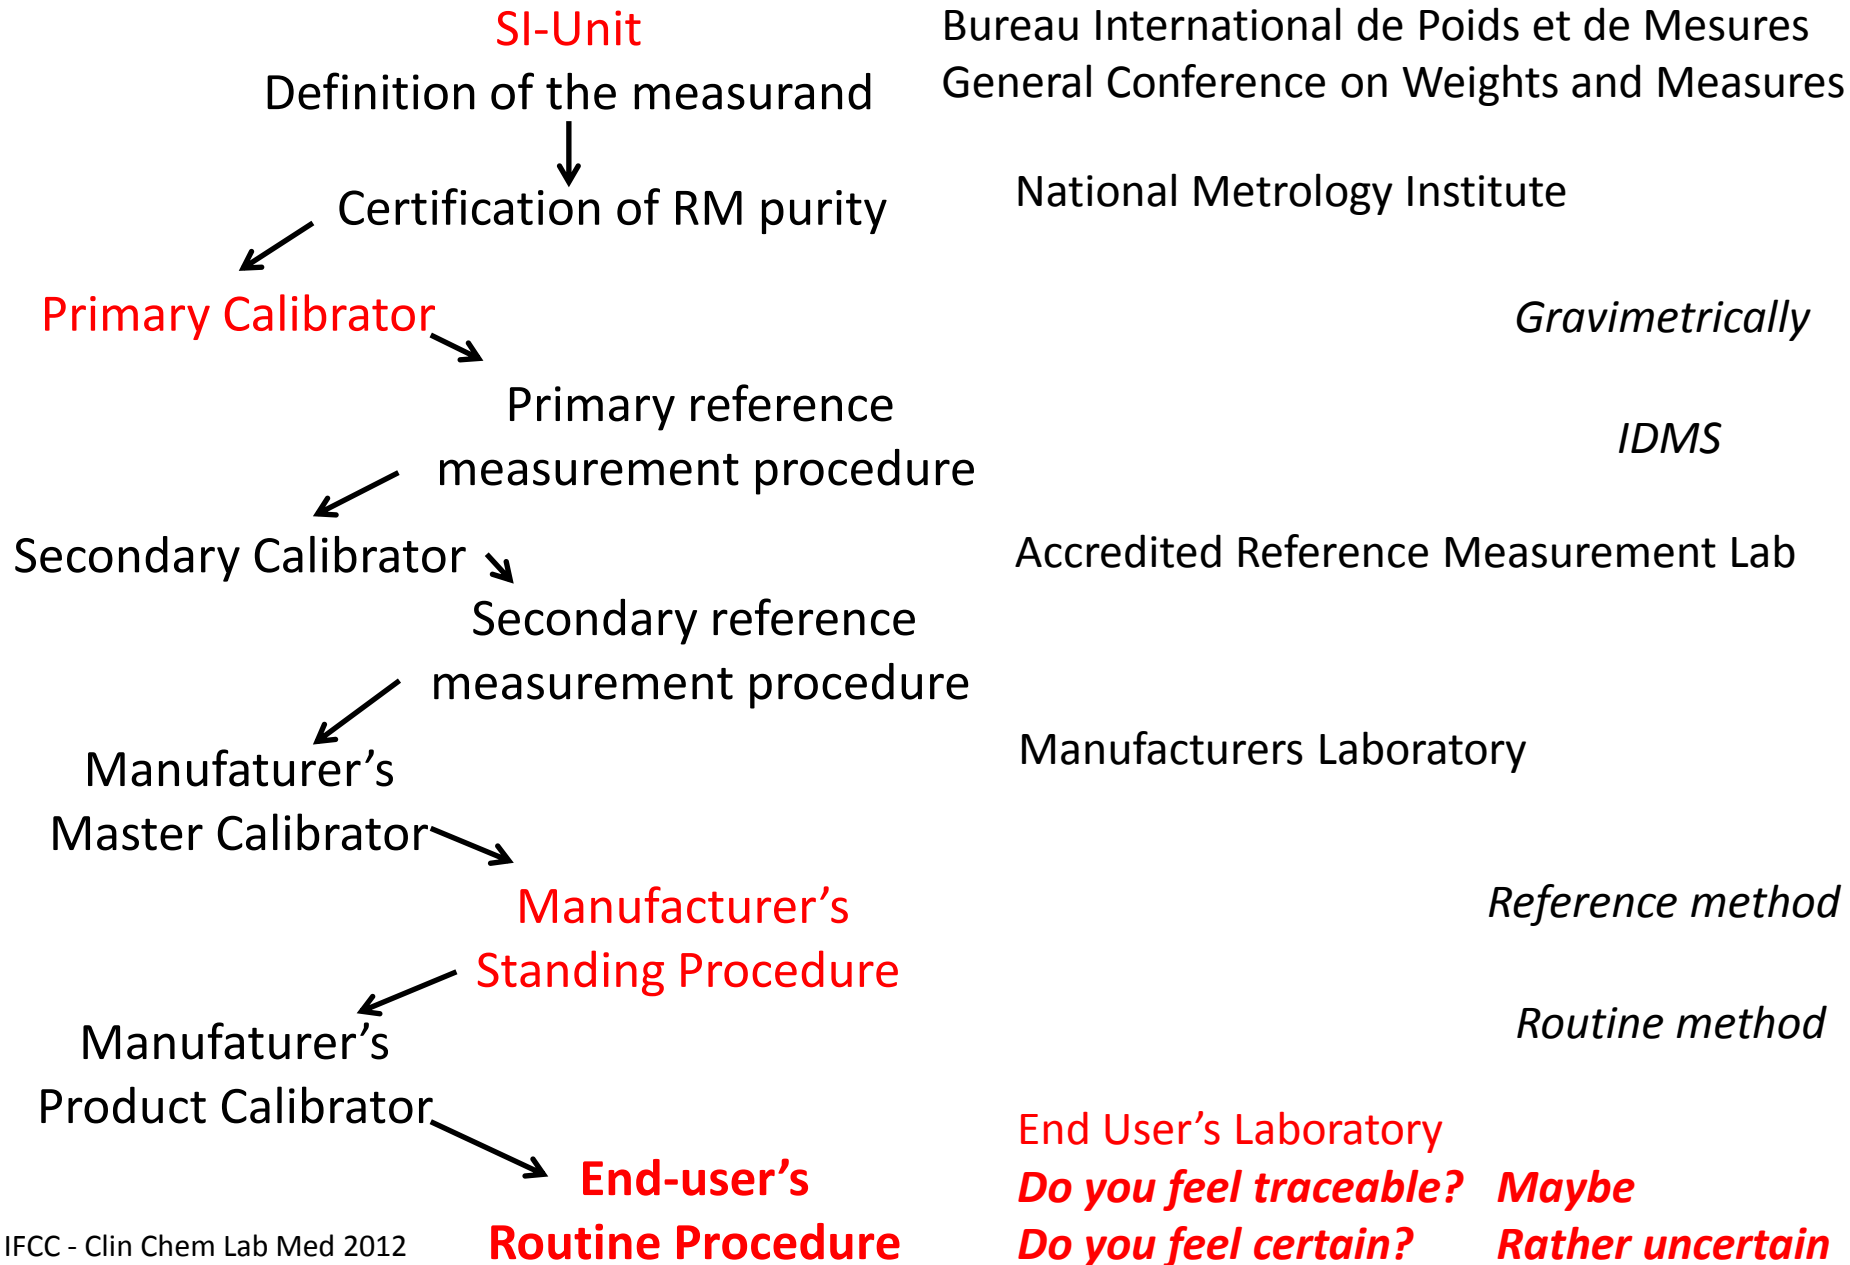 SI-Unit
Bureau International de Poids et de Mesures
Definition of the measurand
General Conference on Weights and Measures
Certification of RM purity
National Metrology Institute
Primary Calibrator
Gravimetrically
Primary reference
measurement procedure
IDMS
Secondary Calibrator
Accredited Reference Measurement Lab
Secondary reference
measurement procedure
Manufaturer’s
Master Calibrator
Manufacturers Laboratory
Manufacturer’s
Standing Procedure
Reference method
Manufaturer’s
Product Calibrator
Routine method
End User’s Laboratory
End-user’s
Routine Procedure
Do you feel traceable? Maybe
Do you feel certain? Rather uncertain
IFCC - Clin Chem Lab Med 2012